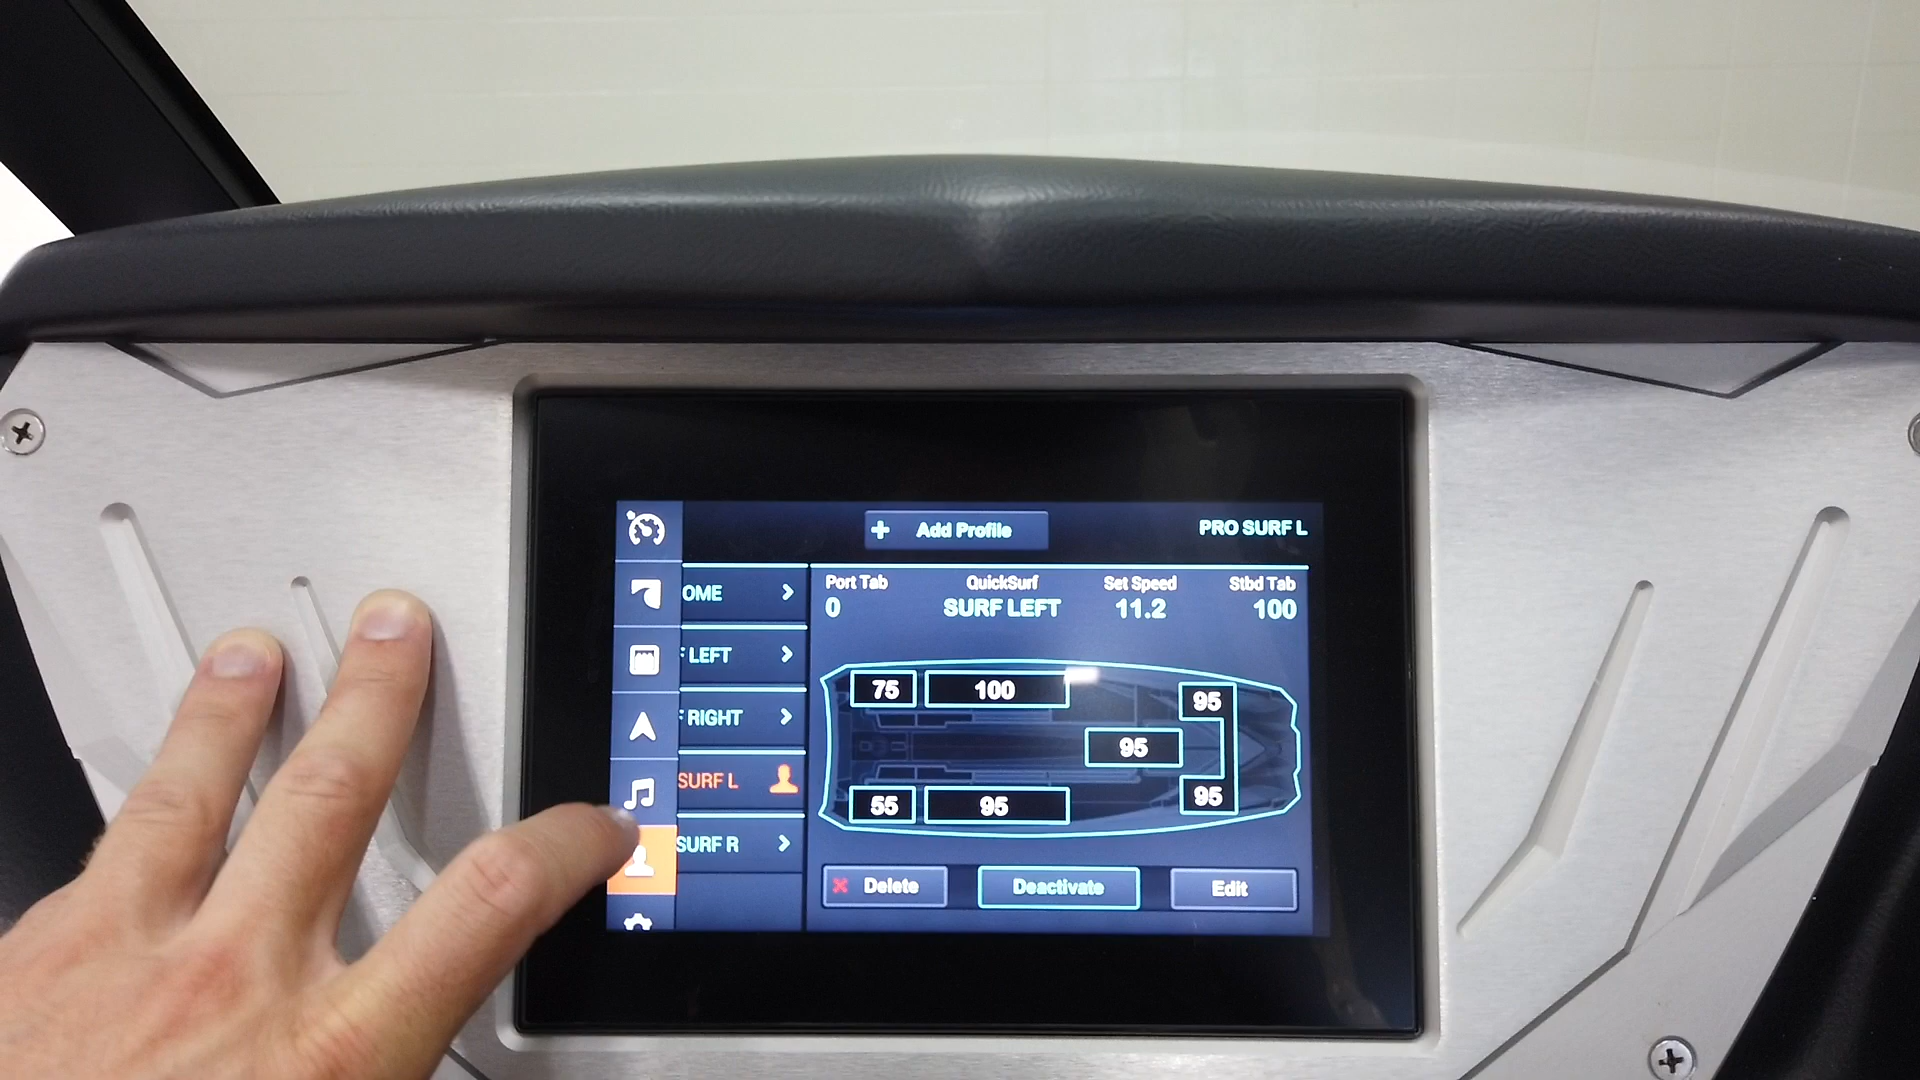 + Add Profile
PRO SURF L
OME
LEFT
RIGHT
SURF L
SURF R
Port Tab
0
QuickSurf
SURF LEFT
Set Speed
11.2
Stbd Tab
100
75
100
95
95
55
95
95
Delete
Deactivate
Edit